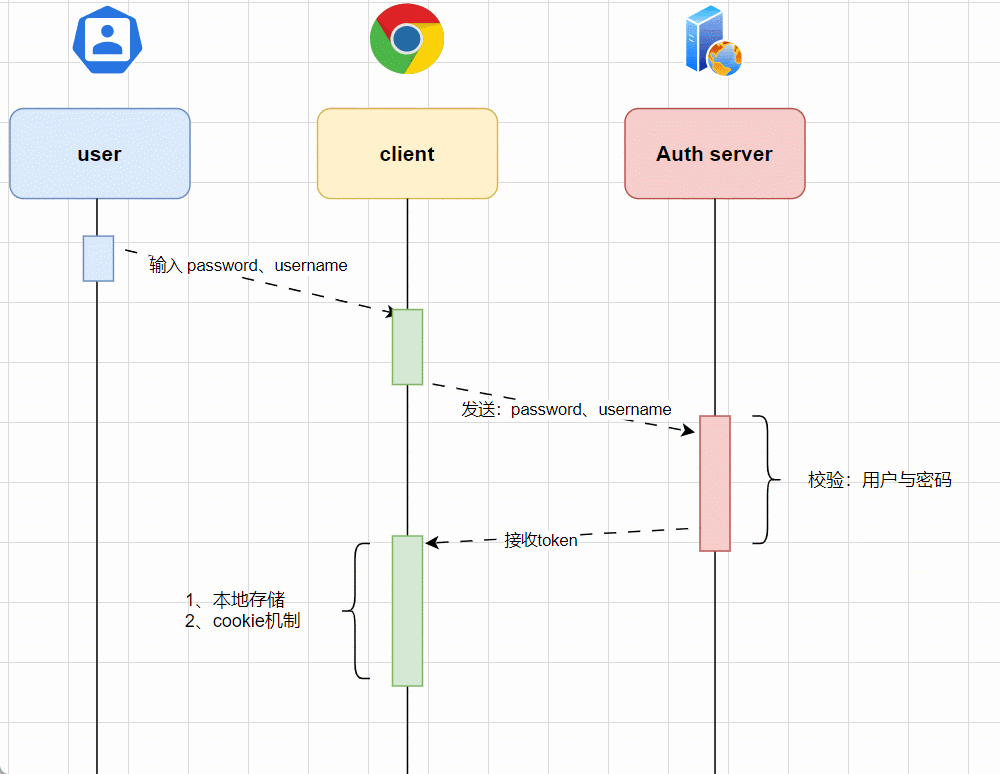 user
client
Auth server
输入 password、username
发送：password、username
校验：用户与密码
接收token
1、本地存储
2、cookie机制